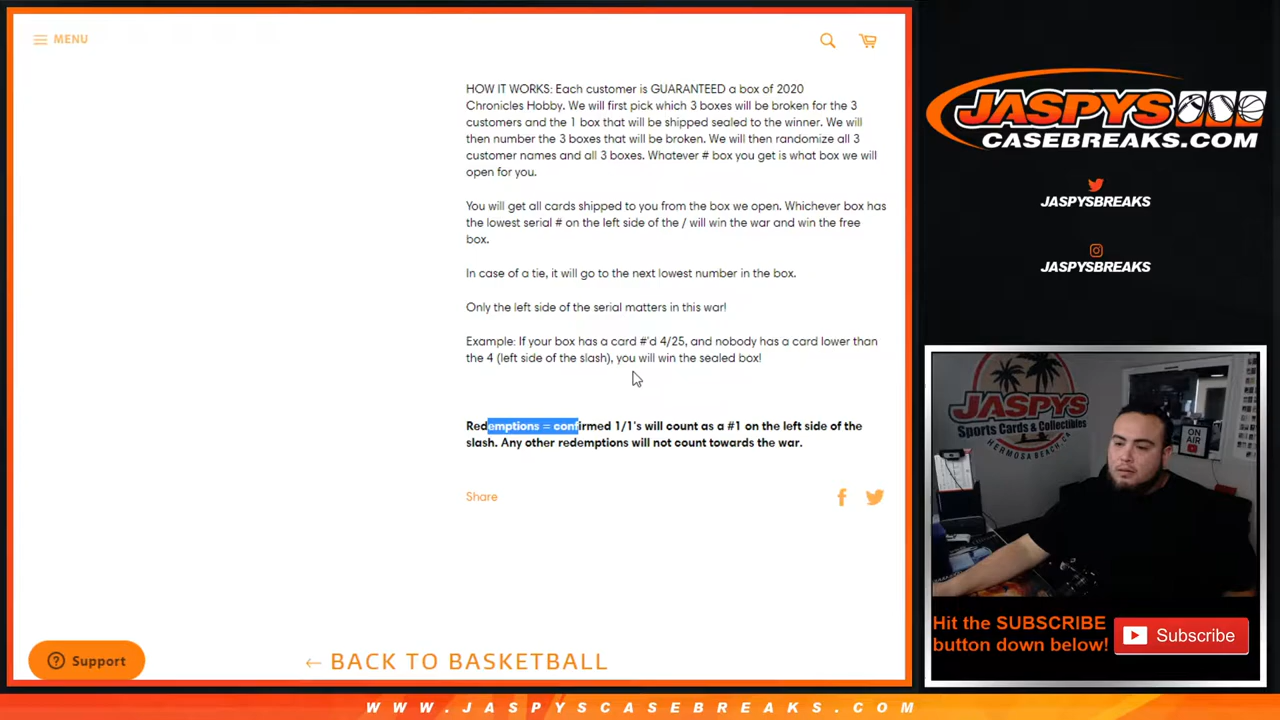 MENU
HOW IT WORKS: Each customer is GUARANTEED a box of 2020
Chronicles Hobby. We will first pick which 3 boxes will be broken for the 3
customers and the 1 box that will be shipped sealed to the winner. We will
then number the 3 boxes that will be broken. We will then randomize all 3
customer names and all 3 boxes. Whatever # box you get is what box we will
open for you.
You will get all cards shipped to you from the box we open. Whichever box has
the lowest serial # on the left side of the / will win the war and win the free
box.
In case of a tie, it will go to the next lowest number in the box.
Only the left side of the serial matters in this war!
Example: If your box has a card #'d 4/25, and nobody has a card lower than
the 4 (left side of the slash), you will win the sealed box!
Redemptions = confirmed 1/1's will count as a #1 on the left side of the
slash. Any other redemptions will not count towards the war.
Share
← BACK TO BASKETBALL
Support
JASPYS
CASEBREAKS.COM
JASPYSBREAKS
JASPYSBREAKS
JASPYS
Sports Cards & Collectibles
HERMOSA BEACH, CA
ON AIR
Hit the SUBSCRIBE
button down below!
Subscribe
WWW.JASPYSCASEBREAKS.COM